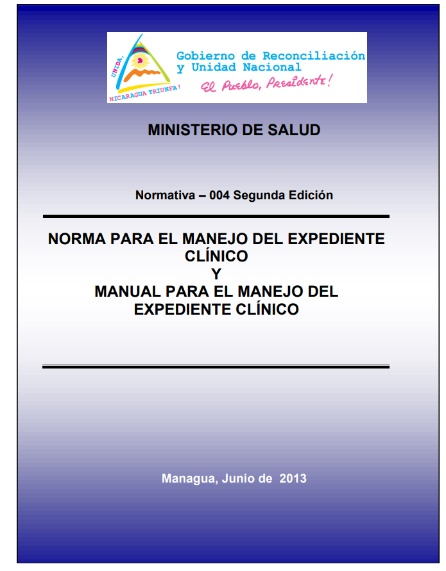 UNIDA,
NICARAGUA TRIUNFA!
Gobierno de Reconciliación
y Unidad Nacional
El Pueblo, Presidente!
MINISTERIO DE SALUD
Normativa – 004 Segunda Edición
NORMA PARA EL MANEJO DEL EXPEDIENTE
CLÍNICO
Y
MANUAL PARA EL MANEJO DEL
EXPEDIENTE CLÍNICO
Managua, Junio de 2013